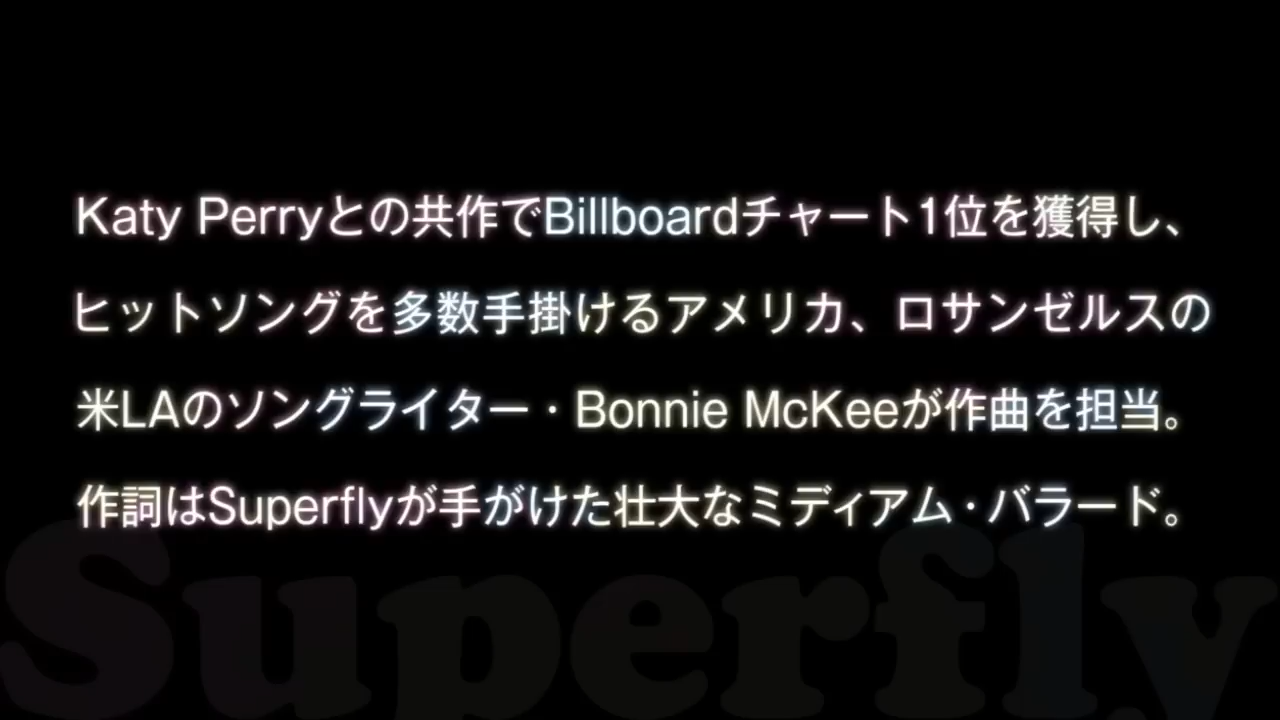 Katy Perryとの共作でBillboardチャート1位を獲得し、
ヒットソングを多数手掛けるアメリカ、ロサンゼルスの
米LAのソングライター・Bonnie McKeeが作曲を担当。
作詞はSuperflyが手がけた壮大なミディアム・バラード。
Superfly